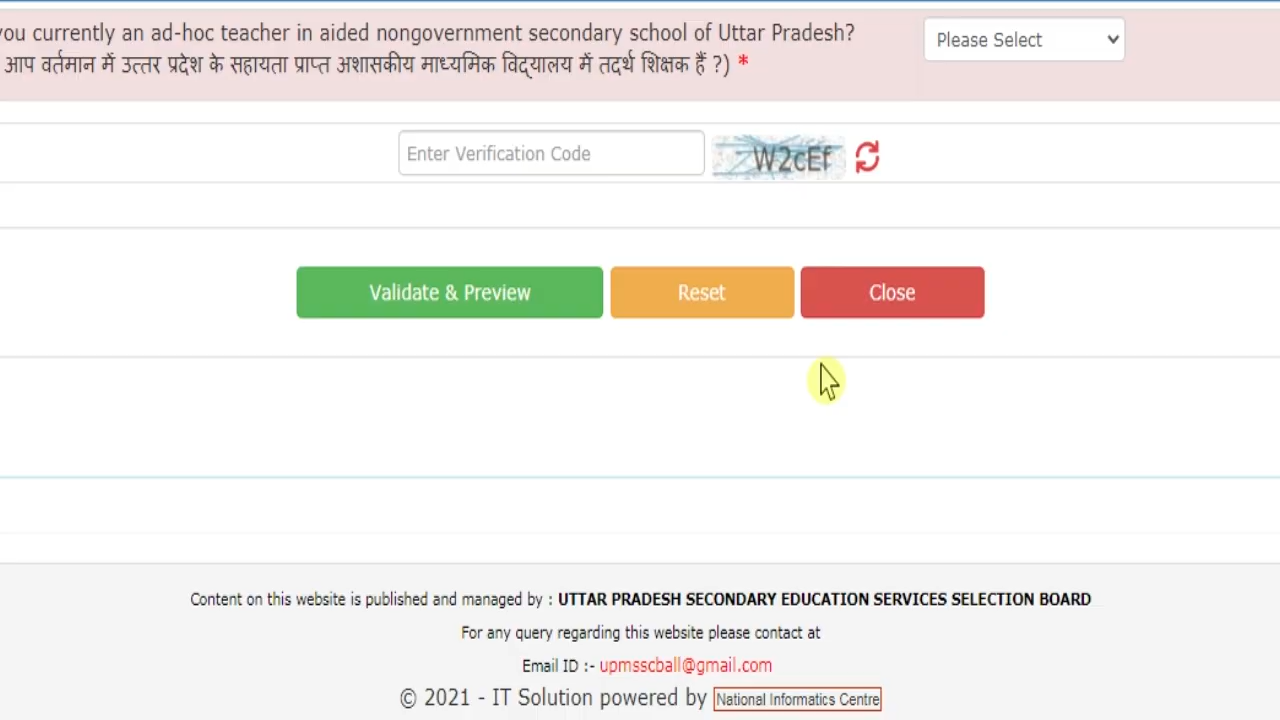 you currently an ad-hoc teacher in aided nongovernment secondary school of Uttar Pradesh?
Please Select
आप वर्तमान में उत्तर प्रदेश के सहायता प्राप्त अशासकीय माध्यमिक विद्यालय में तदर्थ शिक्षक हैं ?) *
Enter Verification Code
W2cEf
Validate & Preview
Reset
Close
Content on this website is published and managed by : UTTAR PRADESH SECONDARY EDUCATION SERVICES SELECTION BOARD
For any query regarding this website please contact at
Email ID :- upmsscball@gmail.com
© 2021 - IT Solution powered by National Informatics Centre